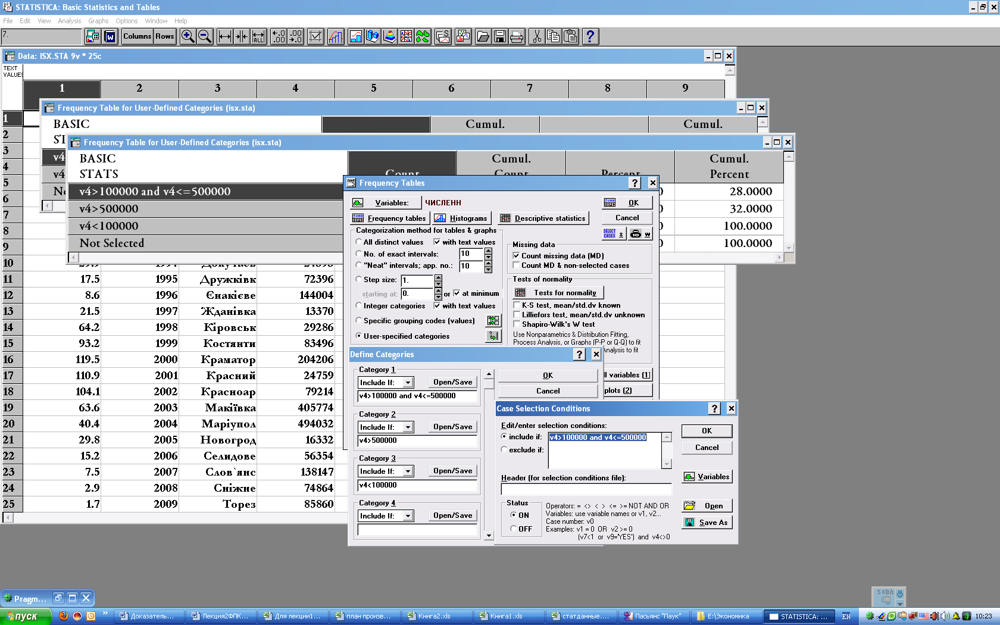 STATISTICA: Basic Statistics and Tables
File Edit View Analysis Graphs Options Window Help
7.
Columns Rows
Data: ISX.STA 9v * 25c
TEXT
VALUES
1 2 3 4 5 6 7 8 9
Frequency Table for User-Defined Categories (isx.sta)
BASIC Cumul. Cumul.
Frequency Table for User-Defined Categories (isx.sta)
BASIC Cumul. Cumul.
STATS Count Count Percent Percent
v4>100000 and v4<=500000 28.0000
v4>500000 32.0000
v4<100000 100.0000
Not Selected 100.0000
1
2
3
4
5
6
7
8
9
10
11 17.5 1995 Дружківк 72396
12 8.6 1996 Єнакієве 144004
13 21.5 1997 Жданівка 13370
14 64.2 1998 Кіровськ 29286
15 93.2 1999 Костянти 83496
16 119.5 2000 Краматор 204206
17 110.9 2001 Красний 24759
18 104.1 2002 Красноар 79214
19 63.6 2003 Макіївка 405774
20 40.4 2004 Маріупол 494032
21 29.8 2005 Новогрод 16332
22 15.2 2006 Селидове 56354
23 7.5 2007 Слов`янс 138147
24 2.9 2008 Сніжне 74864
25 1.7 2009 Торез 85860
Frequency Tables
Variables: ЧИСЛЕНН
OK
Frequency tables Histograms Descriptive statistics
Cancel
SELECT CASES S W
Categorization method for tables & graphs
All distinct values with text values
No. of exact intervals: 10
"Neat" intervals; app. no.: 10
Step size: 1.
starting at: 0. or at minimum
Integer categories with text values
Specific grouping codes (values)
User-specified categories
Missing data
Count missing data (MD)
Count MD & non-selected cases
Tests of normality
Tests for normality
K-S test, mean/std.dv known
Lilliefors test, mean/std.dv unknown
Shapiro-Wilk's W test
Use Nonparametrics & Distribution Fitting,
Process Analysis, or Graphs (P-P or Q-Q) to fit
Analysis to fit
ll variables (1)
plots (2)
Define Categories
Category 1
Include If: Open/Save
v4>100000 and v4<=500000
Category 2
Include If: Open/Save
v4>500000
Category 3
Include If: Open/Save
v4<100000
Category 4
Include If: Open/Save
OK
Cancel
Case Selection Conditions
Edit/enter selection conditions:
include if: v4>100000 and v4<=500000
exclude if:
Header (for selection conditions file):
Status
ON
OFF
Operators: = <> < > <= >= NOT AND OR
Variables: use variable names or v1, v2...
Case number: v0
Examples: v1 = 0 OR v2 >= 0
(v7<1 or v9='YES') and v4<>0
OK
Cancel
Variables
Open
Save As
5 KB/s
Pragm...
пуск
Доказатель...
Лекция2ФПК...
Для лекции1...
план произв...
Книга2.xls
Книга1.xls
статданные....
Пасьянс "Паук"
E:\Экономика
STATISTICA: ...
EN
10:23